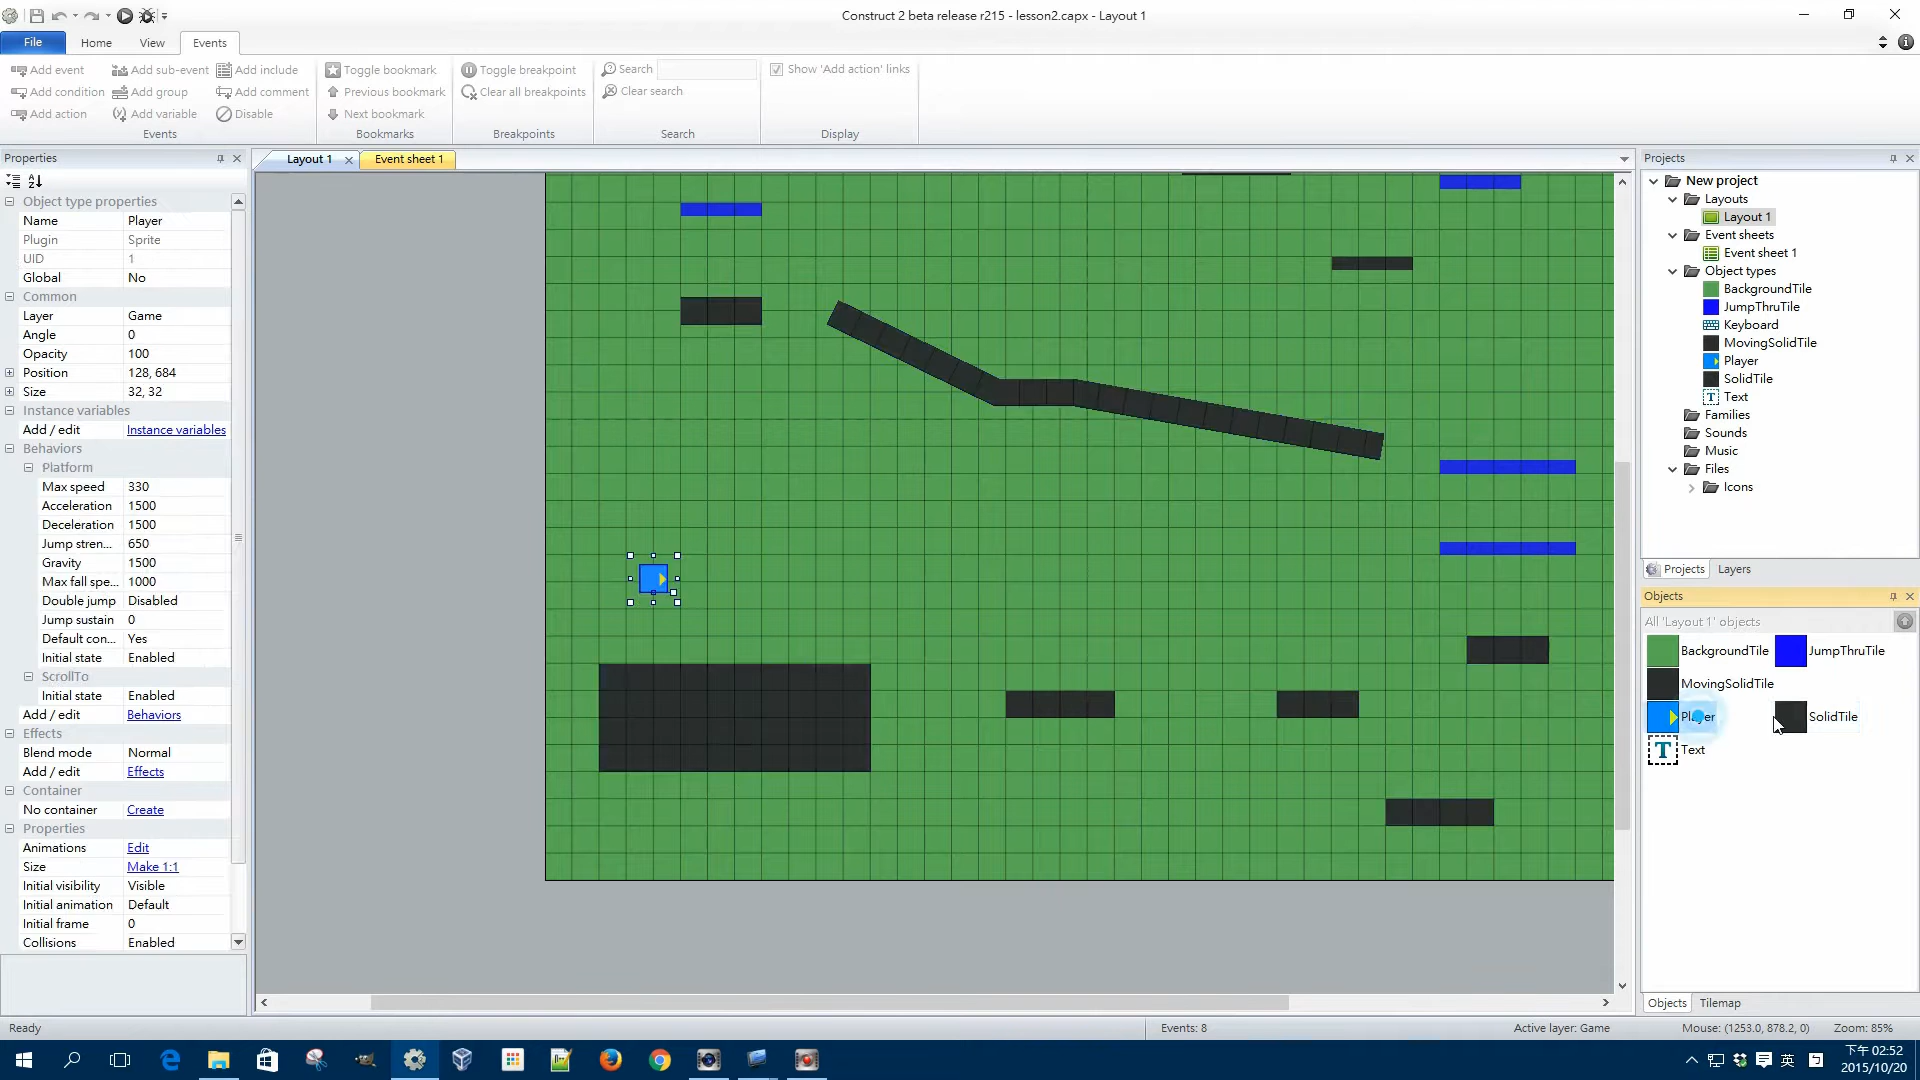 Construct 2 beta release r215 - lesson2.capx - Layout 1
File Home View Events
Add event Add sub-event Add include Toggle bookmark Toggle breakpoint Search Show 'Add action' links
Add condition Add group Add comment Previous bookmark Clear all breakpoints Clear search
Add action Add variable Disable Next bookmark
Events Bookmarks Breakpoints Search Display
Properties
Layout 1 Event sheet 1
Object type properties
Name Player
Plugin Sprite
UID 1
Global No
Common
Layer Game
Angle 0
Opacity 100
Position 128, 684
Size 32, 32
Instance variables
Add / edit Instance variables
Behaviors
Platform
Max speed 330
Acceleration 1500
Deceleration 1500
Jump stren... 650
Gravity 1500
Max fall spe... 1000
Double jump Disabled
Jump sustain 0
Default con... Yes
Initial state Enabled
ScrollTo
Initial state Enabled
Add / edit Behaviors
Effects
Blend mode Normal
Add / edit Effects
Container
No container Create
Properties
Animations Edit
Size Make 1:1
Initial visibility Visible
Initial animation Default
Initial frame 0
Collisions Enabled
Projects
New project
Layouts
Layout 1
Event sheets
Event sheet 1
Object types
BackgroundTile
JumpThruTile
Keyboard
MovingSolidTile
Player
SolidTile
Text
Families
Sounds
Music
Files
Icons
Projects Layers
Objects
All 'Layout 1' objects
BackgroundTile JumpThruTile
MovingSolidTile
Player SolidTile
T Text
Objects Tilemap
Ready Events: 8 Active layer: Game Mouse: (1253.0, 878.2, 0) Zoom: 85%
英
下午 02:52
2015/10/20